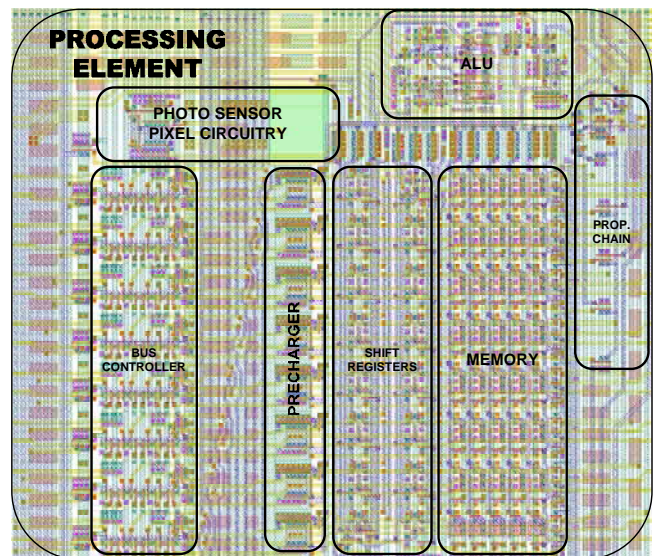 PROCESSING
ELEMENT
ALU
PHOTO SENSOR
PIXEL CIRCUITRY
PROP.
CHAIN
BUS
CONTROLLER
PRECHARGER
SHIFT
REGISTERS
MEMORY